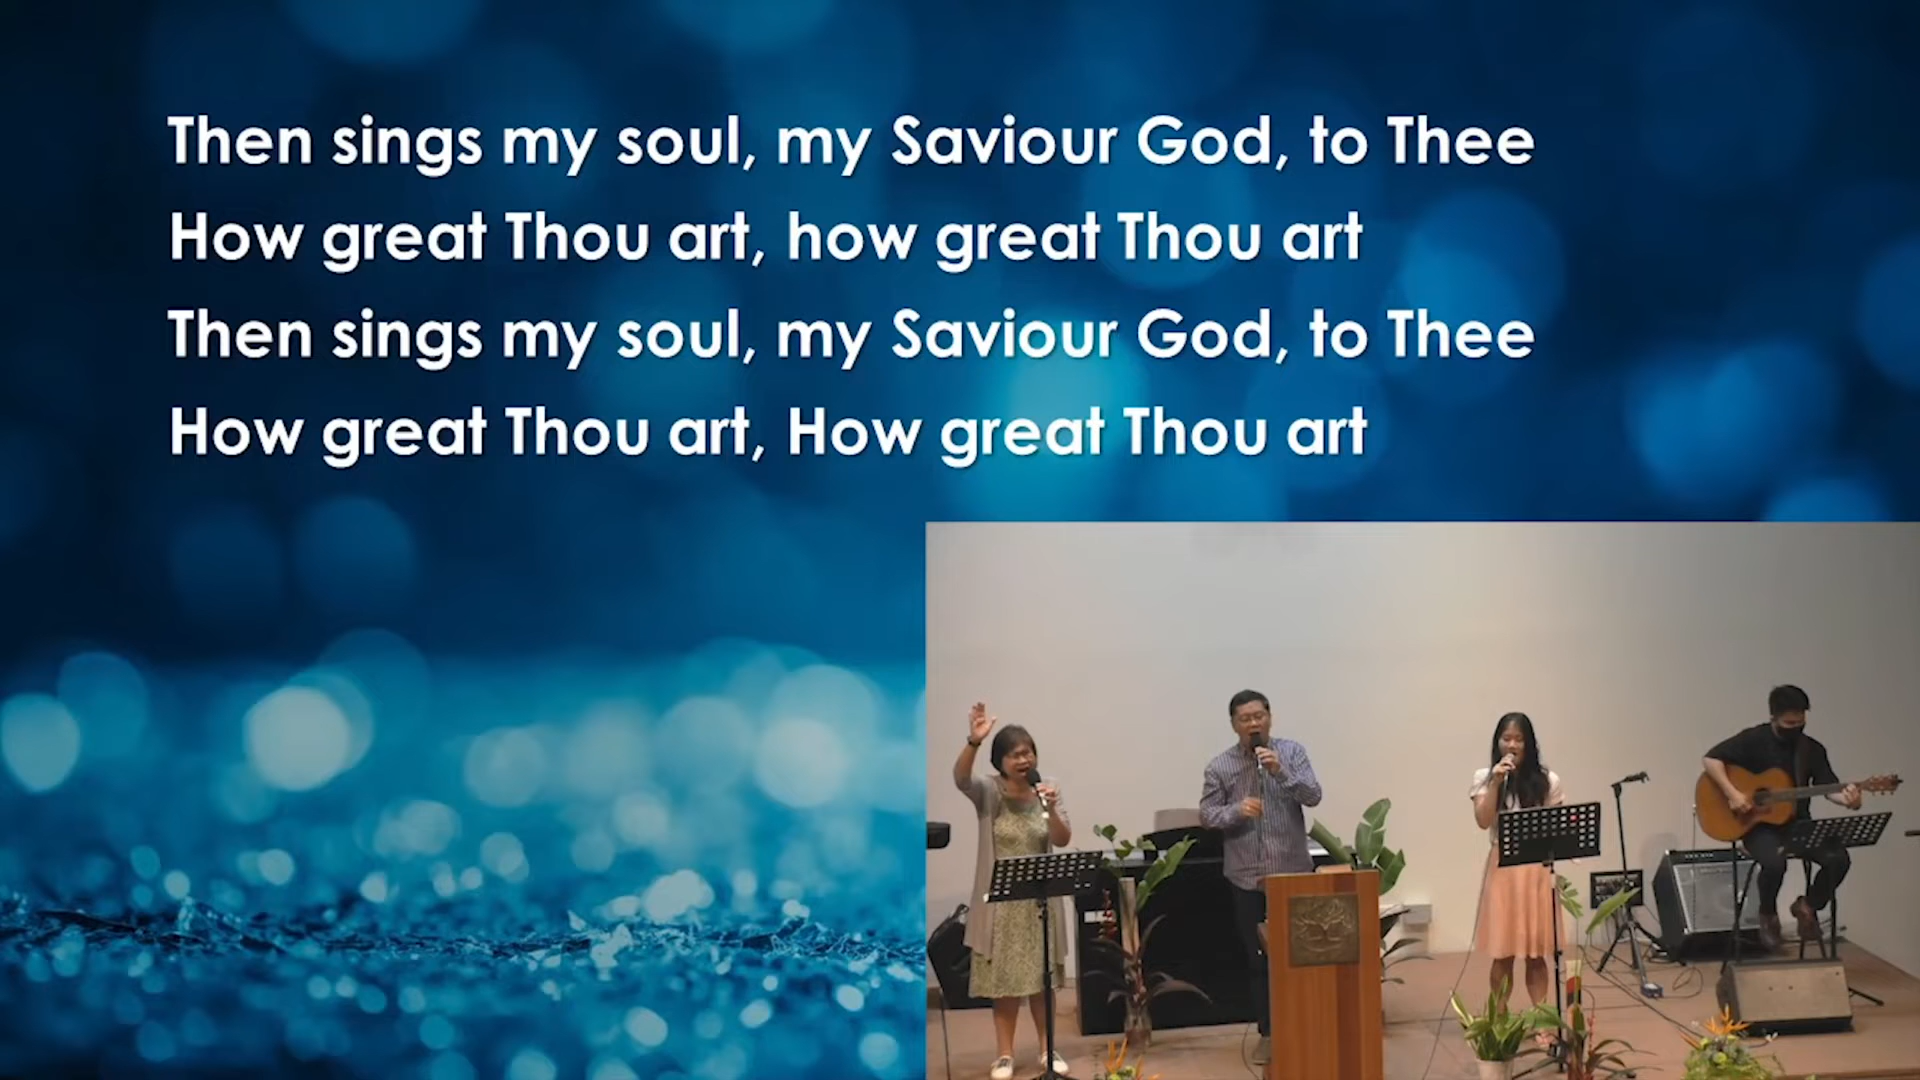 Then sings my soul, my Saviour God, to Thee
How great Thou art, how great Thou art
Then sings my soul, my Saviour God, to Thee
How great Thou art, How great Thou art